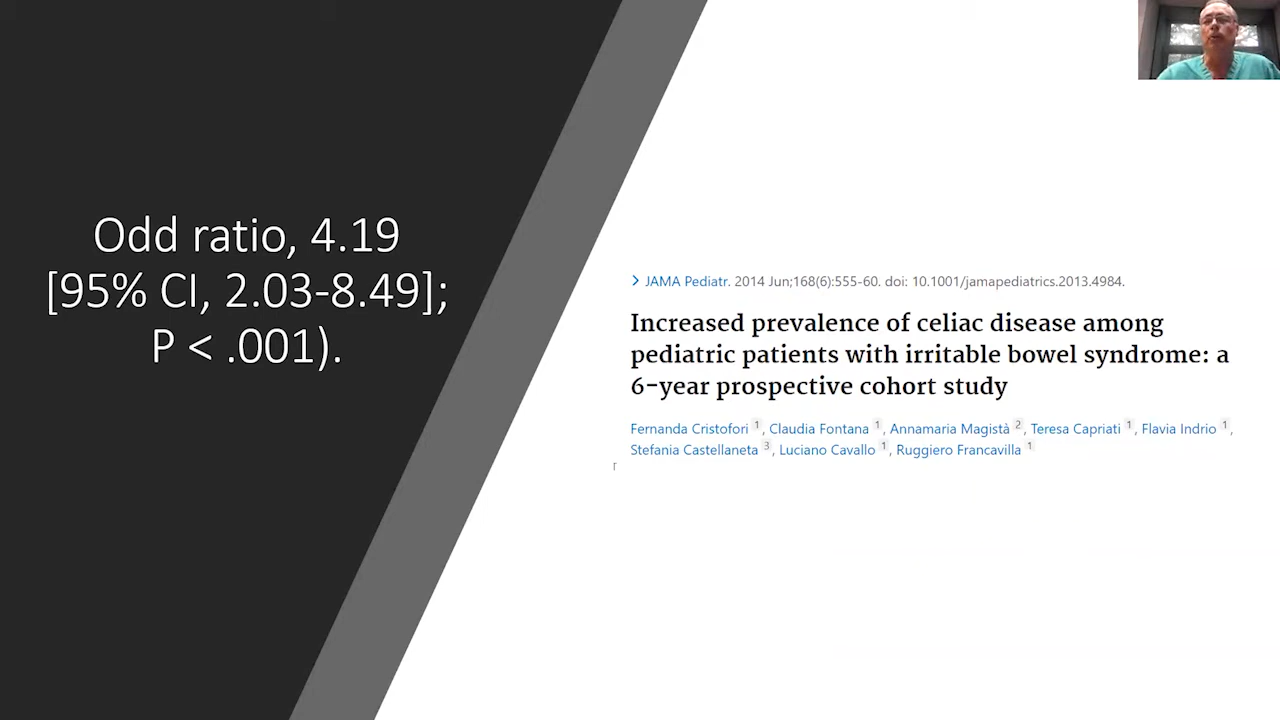 Odd ratio, 4.19
[95% CI, 2.03-8.49];
P < .001).
> JAMA Pediatr. 2014 Jun;168(6):555-60. doi: 10.1001/jamapediatrics.2013.4984.
Increased prevalence of celiac disease among
pediatric patients with irritable bowel syndrome: a
6-year prospective cohort study
Fernanda Cristofori 1, Claudia Fontana 1, Annamaria Magistà 2, Teresa Capriati 1, Flavia Indrio 1,
Stefania Castellaneta 3, Luciano Cavallo 1, Ruggiero Francavilla 1